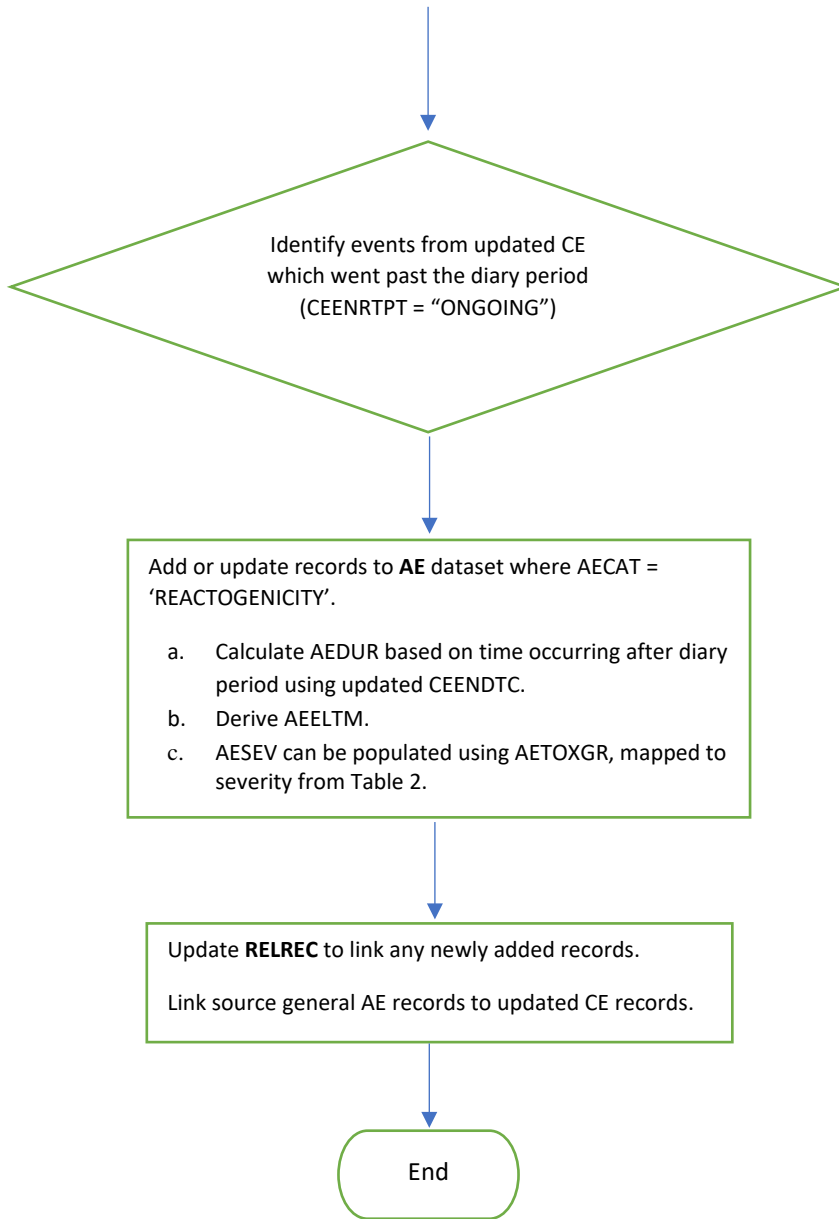 Identify events from updated CE
which went past the diary period
(CEENRTPT = “ONGOING”)
Add or update records to AE dataset where AECAT =
‘REACTOGENICITY’.
a. Calculate AEDUR based on time occurring after diary
period using updated CEENDTC.
b. Derive AEELTM.
c. AESEV can be populated using AETOXGR, mapped to
severity from Table 2.
Update RELREC to link any newly added records.
Link source general AE records to updated CE records.
End